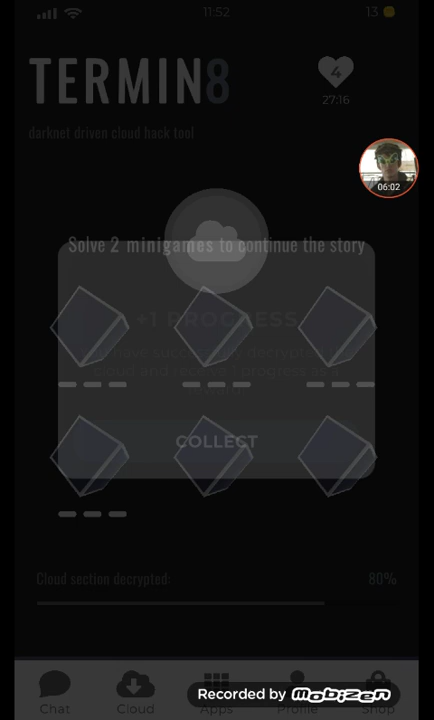 11:52
13
TERMIN8
4
27:16
darknet driven cloud hack tool
06:02
Solve 2 minigames to continue the story
+1 PROGRESS
COLLECT
Cloud section decrypted:
80%
Chat
Cloud
Apps
Profile
Shop
Recorded by Mobizen